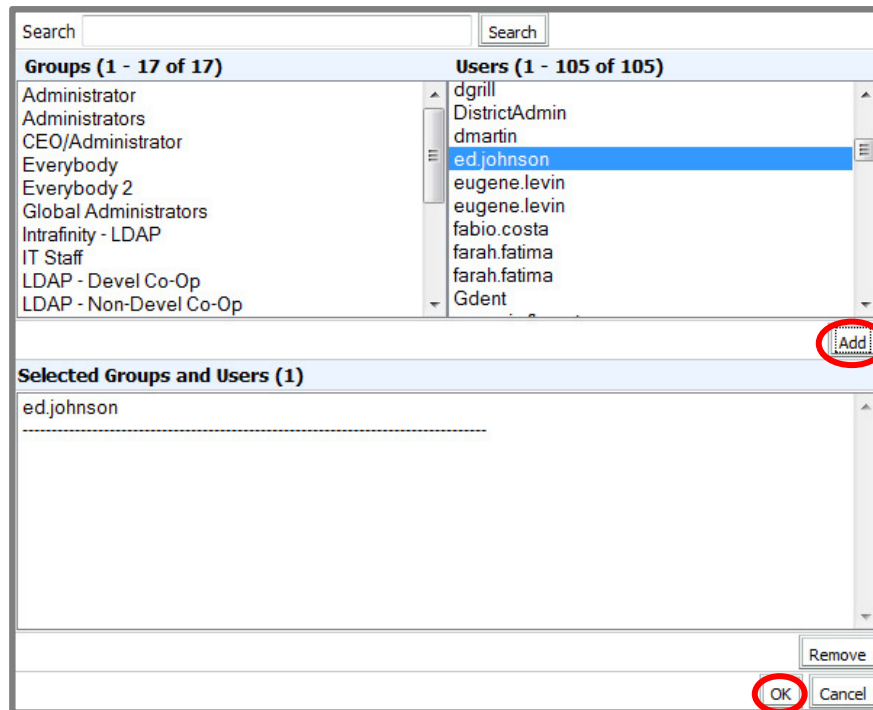 Search Search
Groups (1 - 17 of 17)
Administrator
Administrators
CEO/Administrator
Everybody
Everybody 2
Global Administrators
Intrafinity - LDAP
IT Staff
LDAP - Devel Co-Op
LDAP - Non-Devel Co-Op
Users (1 - 105 of 105)
dgrill
DistrictAdmin
dmartin
ed.johnson
eugene.levin
eugene.levin
fabio.costa
farah.fatima
farah.fatima
Gdent
Add
Selected Groups and Users (1)
ed.johnson
--------------------------------------------------------------------------------
Remove
OK Cancel